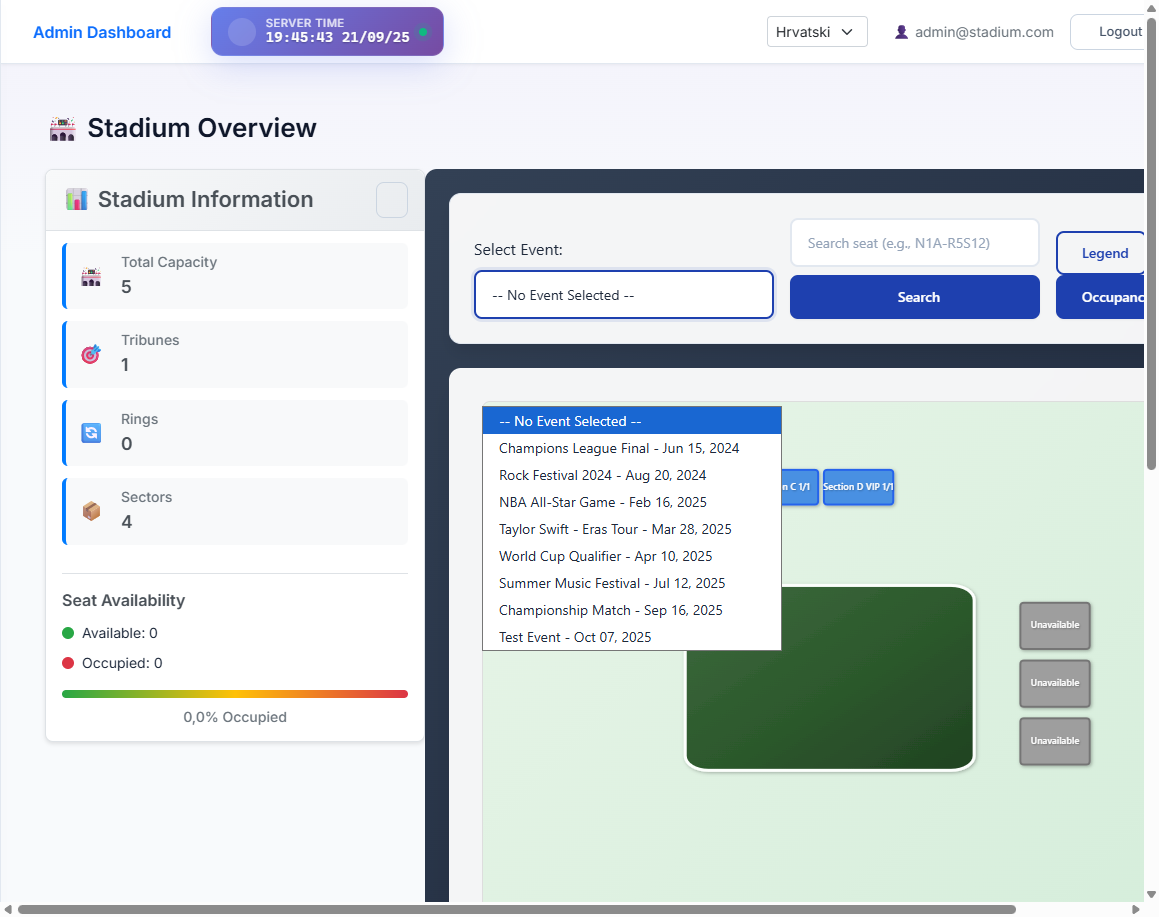 Admin Dashboard
SERVER TIME
19:45:43 21/09/25
Hrvatski
admin@stadium.com
Logout
Stadium Overview
Stadium Information
Total Capacity
5
Tribunes
1
Rings
0
Sectors
4
Seat Availability
Available: 0
Occupied: 0
0,0% Occupied
Select Event:
-- No Event Selected --
Search seat (e.g., N1A-R5S12)
Search
Legend
Occupanc
-- No Event Selected --
Champions League Final - Jun 15, 2024
Rock Festival 2024 - Aug 20, 2024
NBA All-Star Game - Feb 16, 2025
Taylor Swift - Eras Tour - Mar 28, 2025
World Cup Qualifier - Apr 10, 2025
Summer Music Festival - Jul 12, 2025
Championship Match - Sep 16, 2025
Test Event - Oct 07, 2025
n C 1/1
Section D VIP 1/1
Unavailable
Unavailable
Unavailable